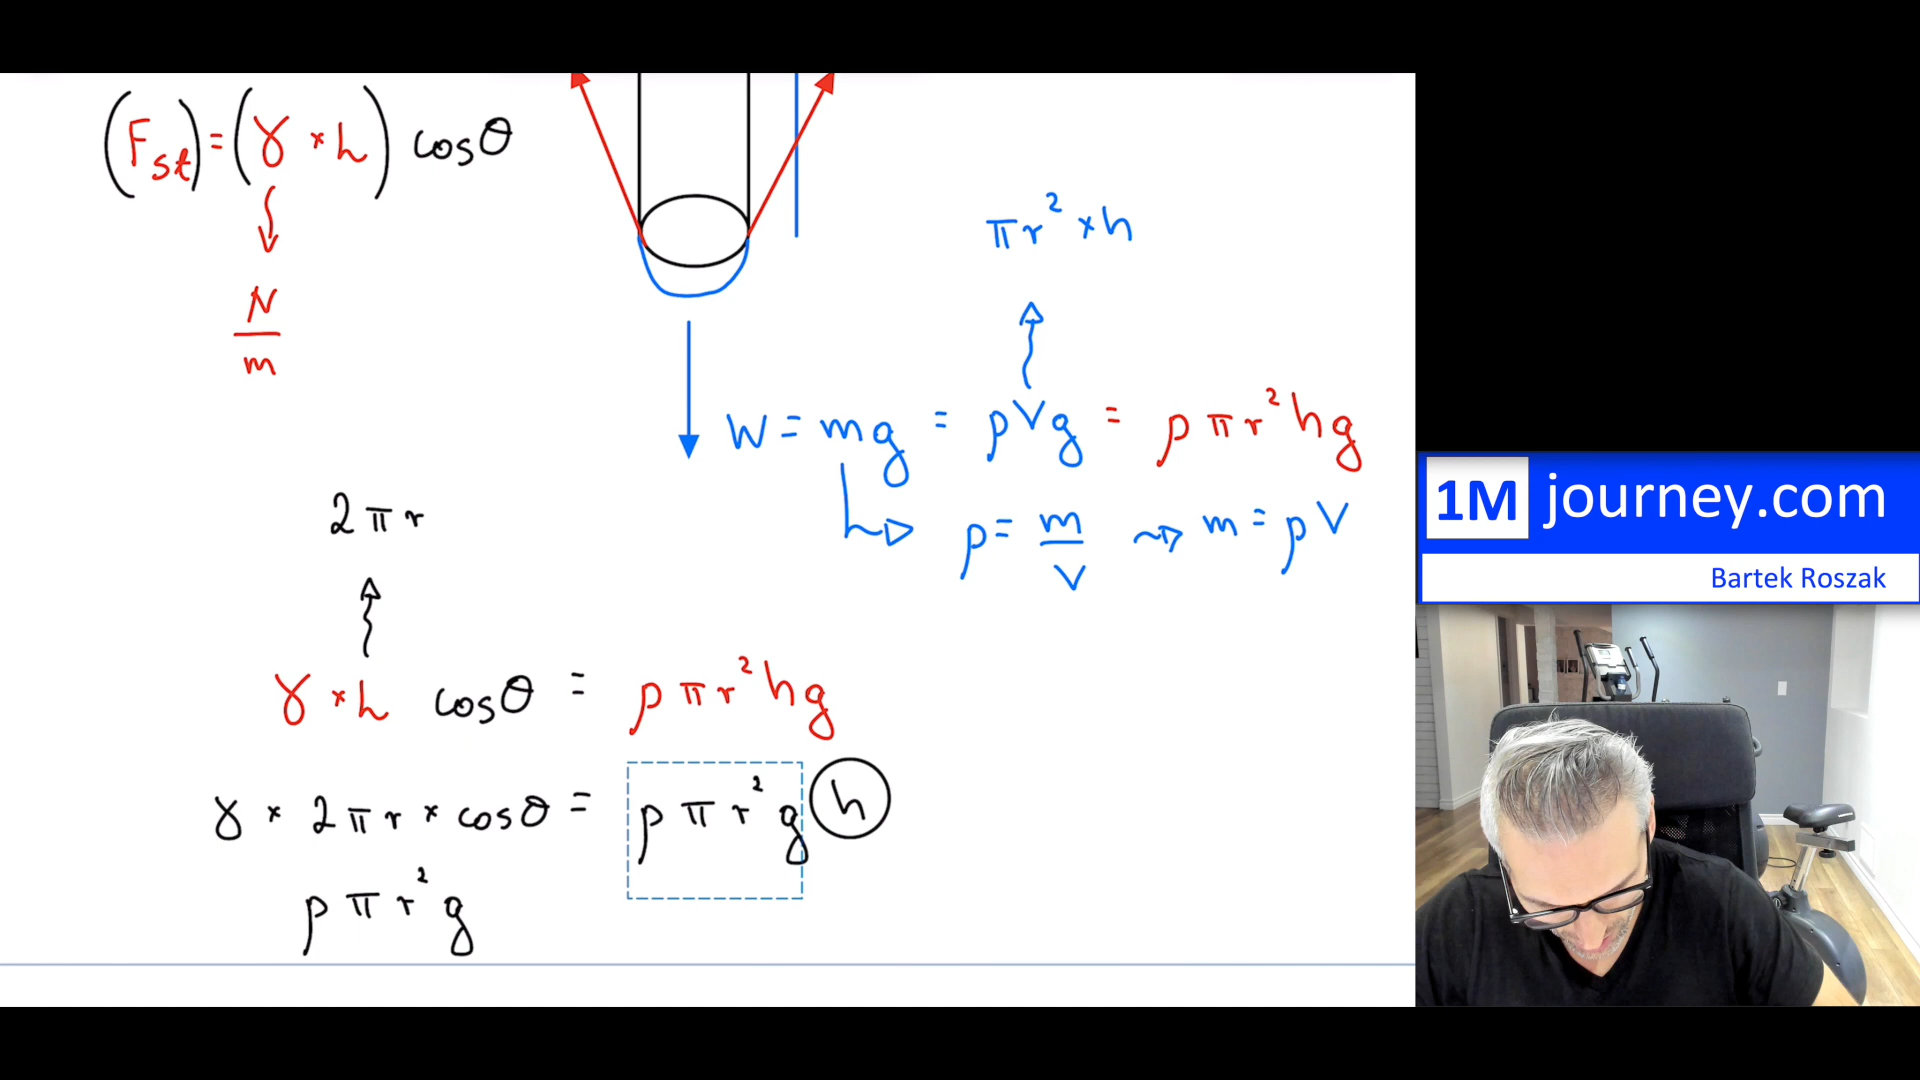 (Fst) = (γ × h) cosθ
N
m
πr² × h
W = mg = ρVg = ρπr²hg
ρ = m/V ⇝ m = ρV
2πr
γ × h cosθ = ρπr²hg
γ × 2πr × cosθ = ρπr²g h
ρπr²g
1M journey.com
Bartek Roszak